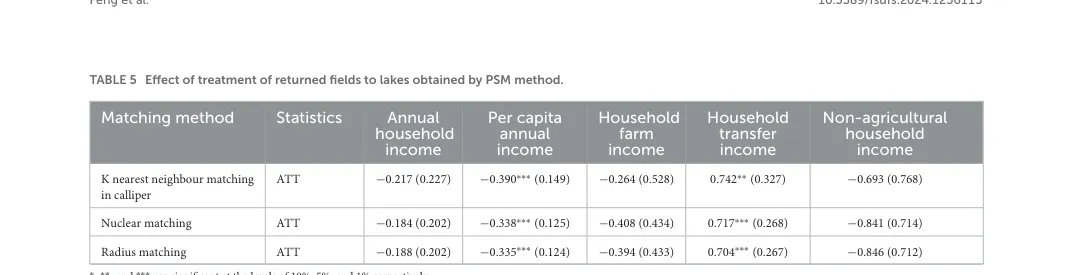 TABLE 5 Effect of treatment of returned fields to lakes obtained by PSM method.
Matching method Statistics Annual household income Per capita annual income Household farm income Household transfer income Non-agricultural household income
K nearest neighbour matching in calliper ATT −0.217 (0.227) −0.390*** (0.149) −0.264 (0.528) 0.742** (0.327) −0.693 (0.768)
Nuclear matching ATT −0.184 (0.202) −0.338*** (0.125) −0.408 (0.434) 0.717*** (0.268) −0.841 (0.714)
Radius matching ATT −0.188 (0.202) −0.335*** (0.124) −0.394 (0.433) 0.704*** (0.267) −0.846 (0.712)